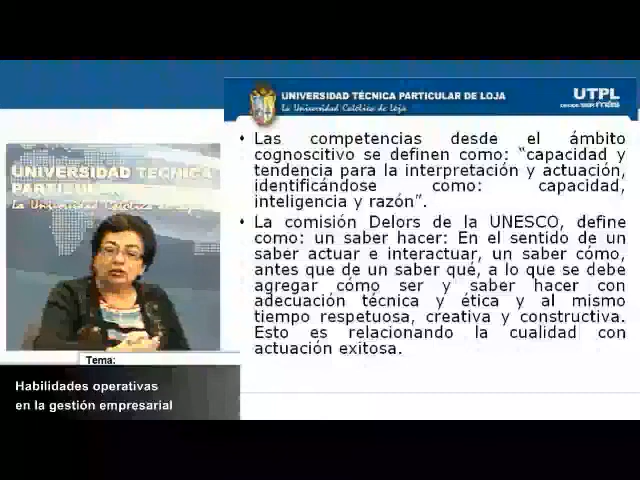 UNIVERSIDAD TÉCNICA PARTICULAR DE LOJA
La Universidad Católica de Loja
UTPL
• Las competencias desde el ámbito
cognoscitivo se definen como: “capacidad y
tendencia para la interpretación y actuación,
identificándose como: capacidad,
inteligencia y razón”.
• La comisión Delors de la UNESCO, define
como: un saber hacer: En el sentido de un
saber actuar e interactuar, un saber cómo,
antes que de un saber qué, a lo que se debe
agregar cómo ser y saber hacer con
adecuación técnica y ética y al mismo
tiempo respetuosa, creativa y constructiva.
Esto es relacionando la cualidad con
actuación exitosa.
UNIVERSIDAD TÉCNICA
PARTICULAR
La Universidad Católica
Tema:
Habilidades operativas
en la gestión empresarial